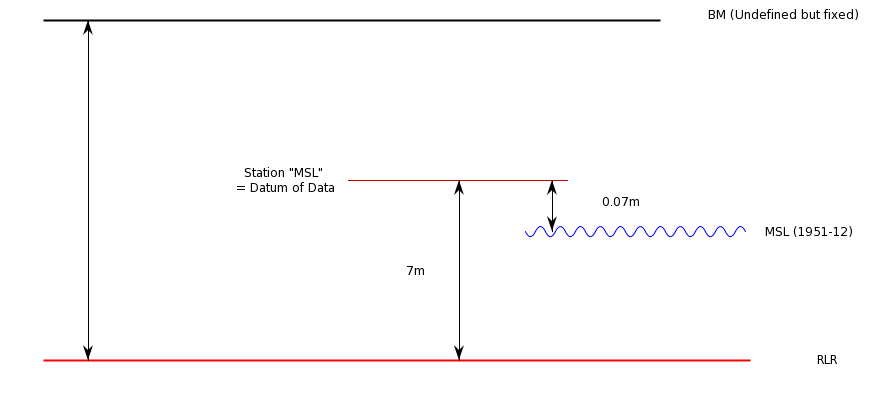 BM (Undefined but fixed)
Station "MSL"
= Datum of Data
0.07m
MSL (1951-12)
7m
RLR